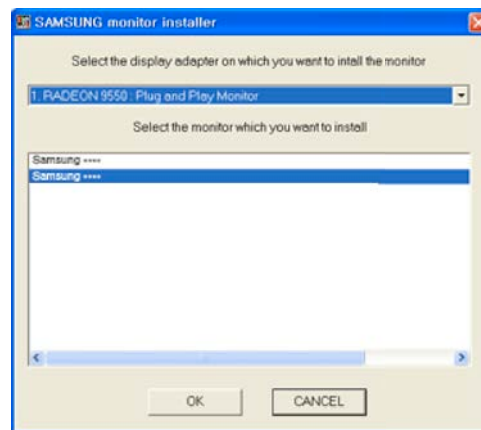 SAMSUNG monitor installer
Select the display adapter on which you want to intall the monitor
1. RADEON 9550 : Plug and Play Monitor
Select the monitor which you want to install
Samsung ****
Samsung ****
OK
CANCEL